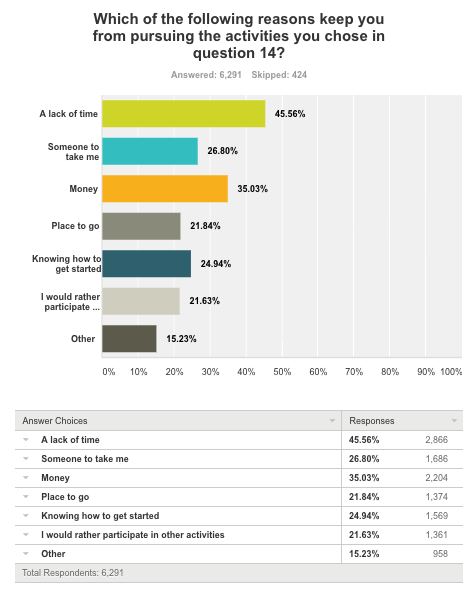 Which of the following reasons keep you
from pursuing the activities you chose in
question 14?
Answered: 6,291 Skipped: 424
A lack of time 45.56%
Someone to
take me 26.80%
Money 35.03%
Place to go 21.84%
Knowing how to
get started 24.94%
I would rather
participate ... 21.63%
Other 15.23%
0% 10% 20% 30% 40% 50% 60% 70% 80% 90% 100%
Answer Choices Responses
A lack of time 45.56% 2,866
Someone to take me 26.80% 1,686
Money 35.03% 2,204
Place to go 21.84% 1,374
Knowing how to get started 24.94% 1,569
I would rather participate in other activities 21.63% 1,361
Other 15.23% 958
Total Respondents: 6,291